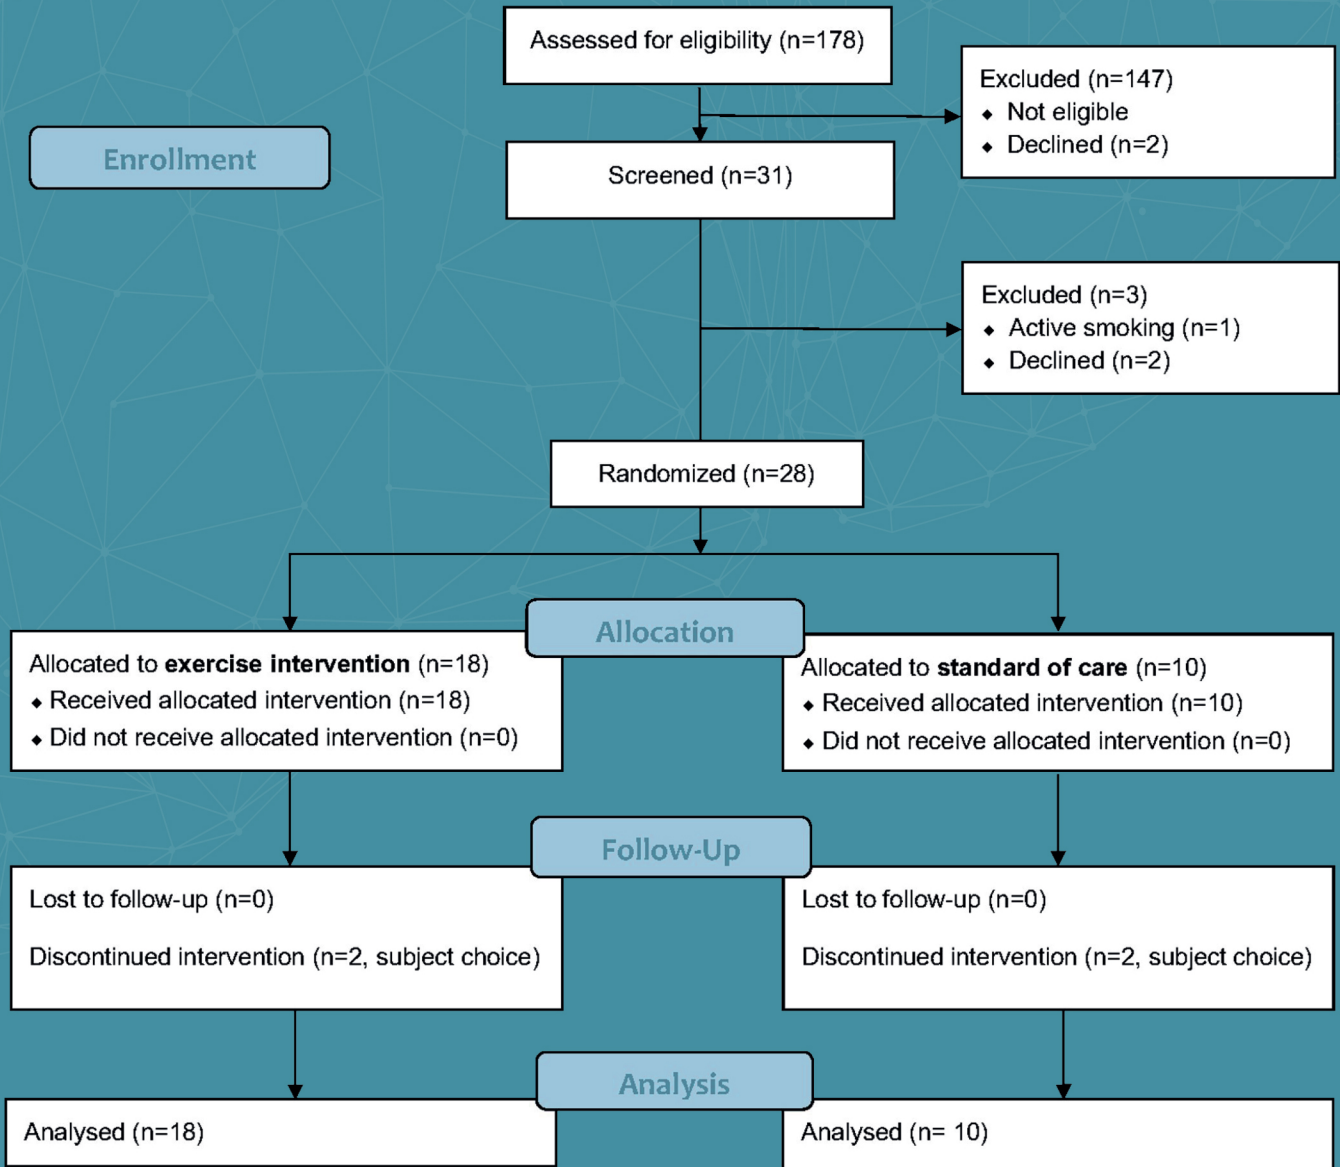 Assessed for eligibility (n=178)
Excluded (n=147)
◆ Not eligible
◆ Declined (n=2)
Enrollment
Screened (n=31)
Excluded (n=3)
◆ Active smoking (n=1)
◆ Declined (n=2)
Randomized (n=28)
Allocation
Allocated to exercise intervention (n=18)
◆ Received allocated intervention (n=18)
◆ Did not receive allocated intervention (n=0)
Allocated to standard of care (n=10)
◆ Received allocated intervention (n=10)
◆ Did not receive allocated intervention (n=0)
Follow-Up
Lost to follow-up (n=0)
Discontinued intervention (n=2, subject choice)
Lost to follow-up (n=0)
Discontinued intervention (n=2, subject choice)
Analysis
Analysed (n=18)
Analysed (n= 10)